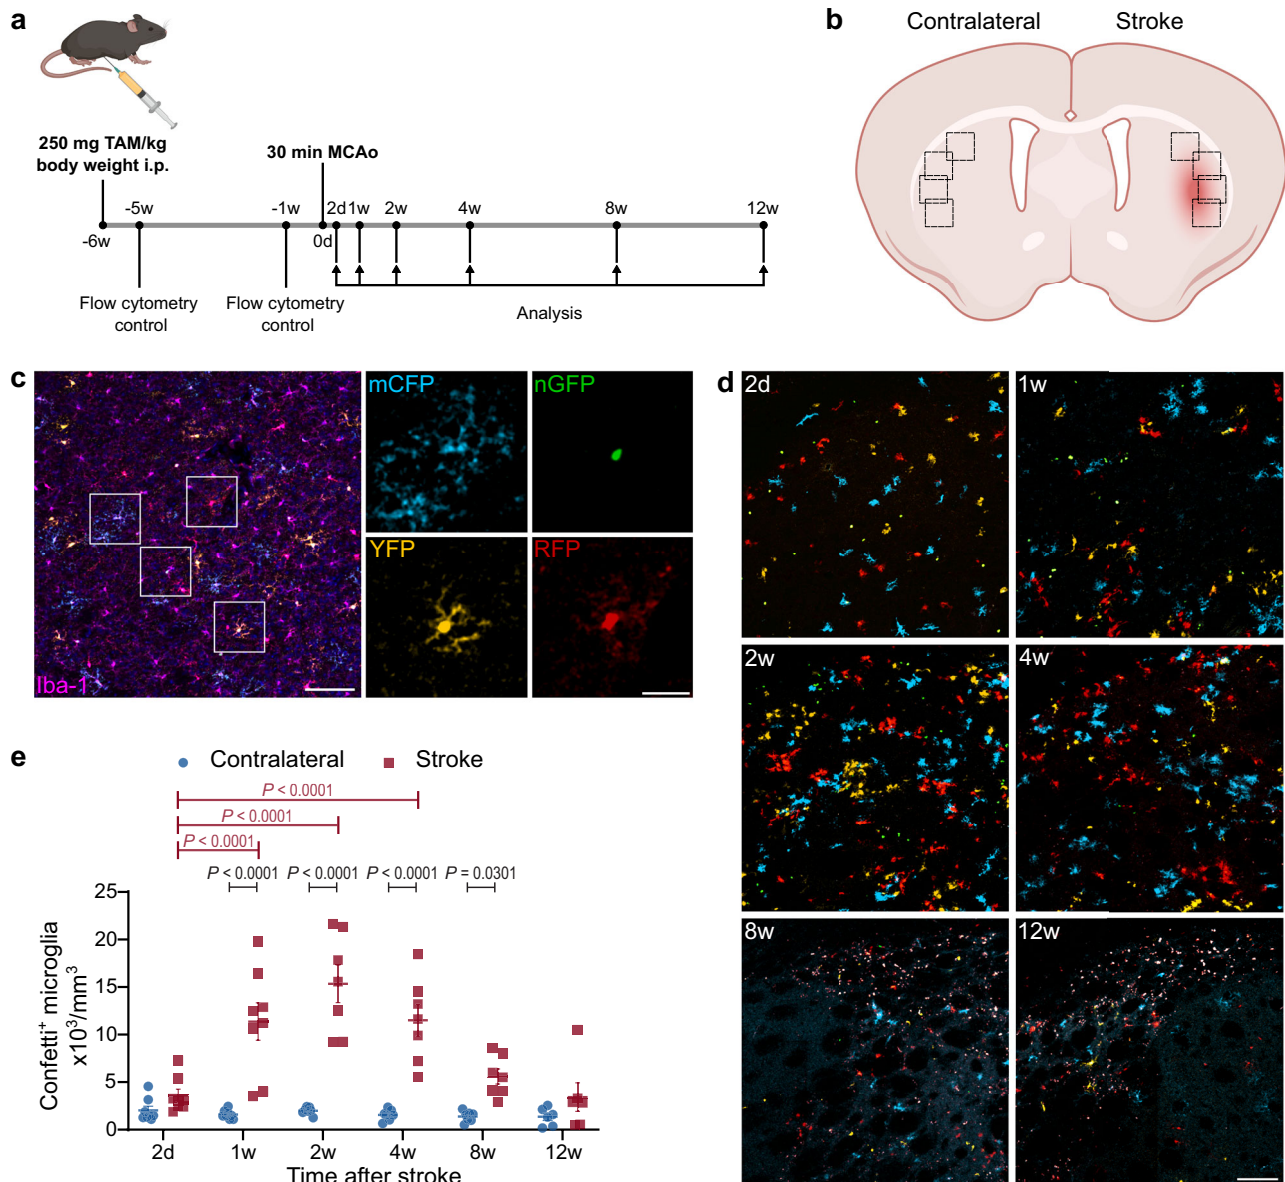 a
250 mg TAM/kg
body weight i.p.
30 min MCAo
-5w
-1w
2d
1w
2w
4w
8w
12w
-6w
0d
Flow cytometry
control
Flow cytometry
control
Analysis
b
Contralateral
Stroke
c
mCFP
nGFP
YFP
RFP
Iba-1
d
2d
1w
2w
4w
8w
12w
e
Contralateral
Stroke
P < 0.0001
P < 0.0001
P < 0.0001
P < 0.0001
P < 0.0001
P < 0.0001
P = 0.0301
Confetti⁺ microglia
x10³/mm³
25
20
15
10
5
0
2d
1w
2w
4w
8w
12w
Time after stroke